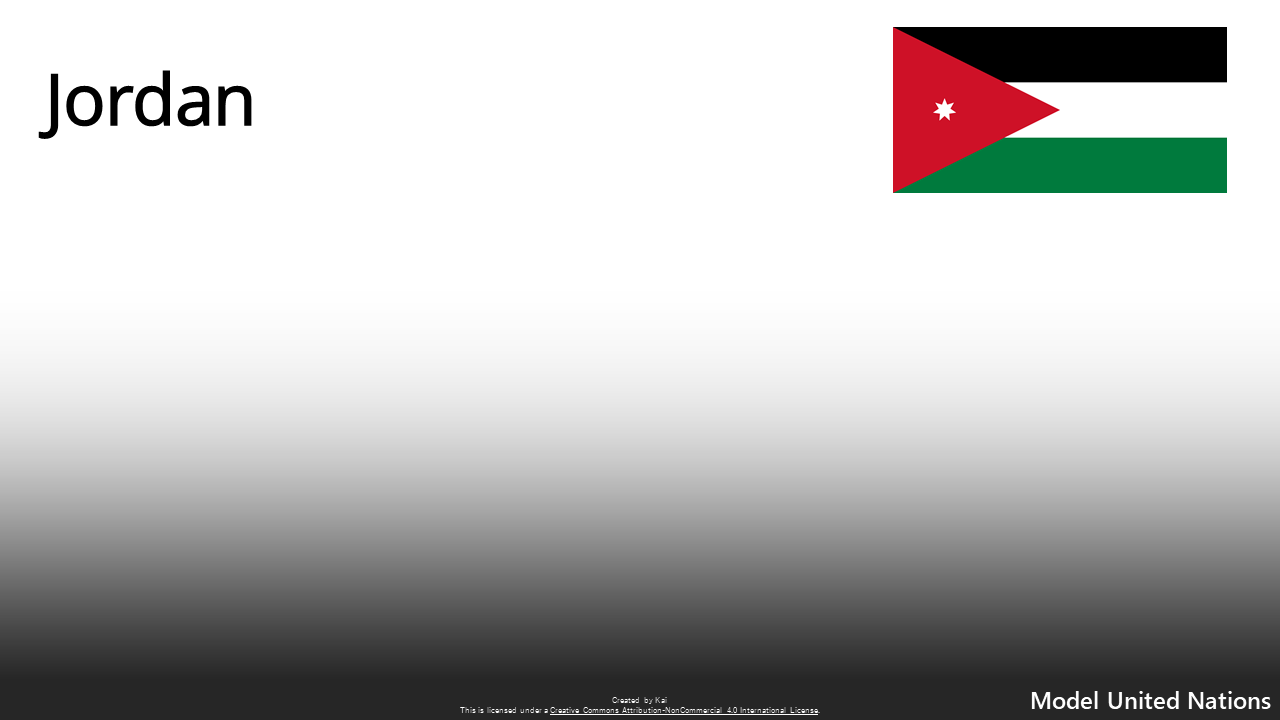 Jordan
Created by Kai
This is licensed under a Creative Commons Attribution-NonCommercial 4.0 International License.
Model United Nations